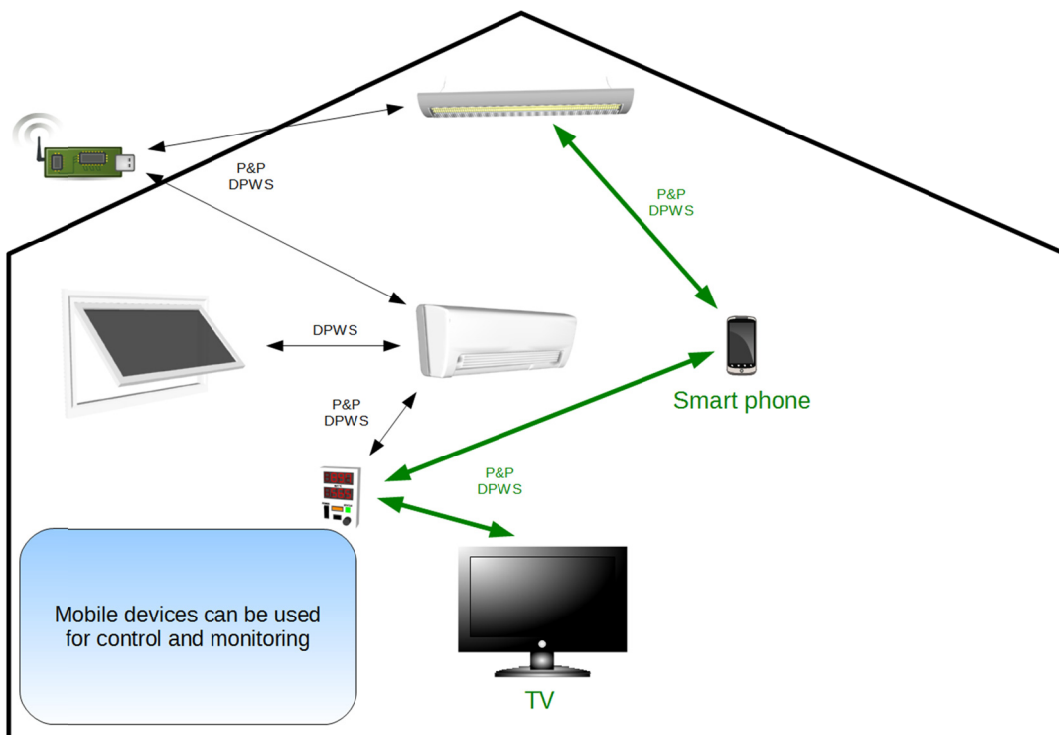 P&P
DPWS
P&P
DPWS
DPWS
Smart phone
P&P
DPWS
P&P
DPWS
Mobile devices can be used
for control and monitoring
TV